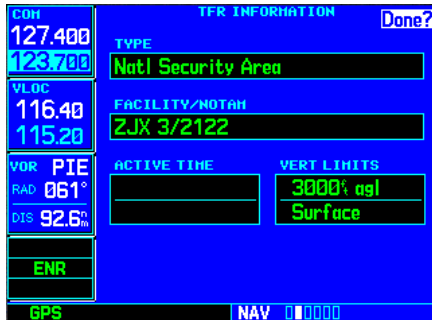 COM
127.400
123.700
VLOC
116.40
115.20
VOR PIE
RAD 061°
DIS 92.6nm
ENR
GPS
TFR INFORMATION
Done?
TYPE
Natl Security Area
FACILITY/NOTAM
ZJX 3/2122
ACTIVE TIME
VERT LIMITS
3000ft agl
Surface
NAV